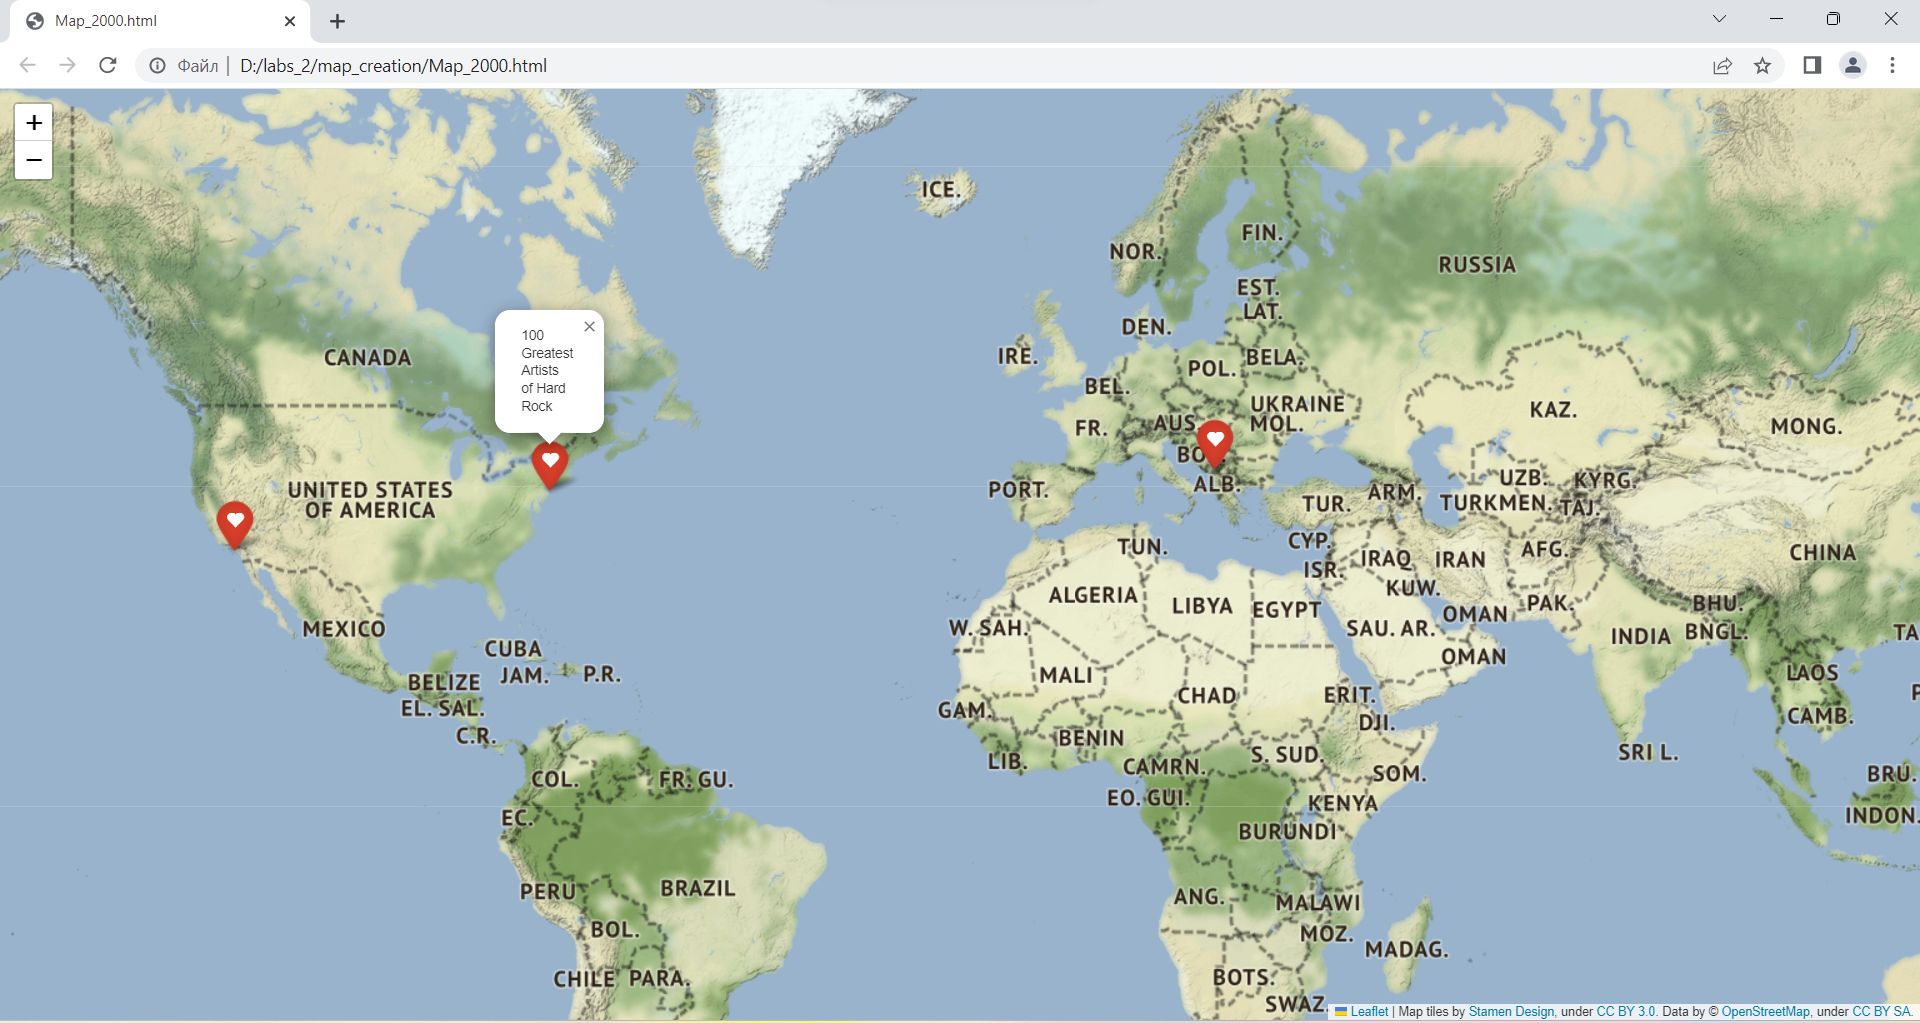 Map_2000.html
Файл | D:/labs_2/map_creation/Map_2000.html
+
−
ICE.
NOR.
FIN.
RUSSIA
EST.
LAT.
DEN.
IRE.
CANADA
100
Greatest
Artists
of Hard
Rock
POL.
BELA.
BEL.
UKRAINE
KAZ.
FR.
AUS.
MOL.
MONG.
ALB.
PORT.
UNITED STATES
OF AMERICA
TUR.
ARM.
UZB.
KYRG.
TURKMEN.
TAJ.
TUN.
CYP.
ISR.
IRAQ
IRAN
AFG.
CHINA
KUW.
ALGERIA
LIBYA
EGYPT
OMAN
PAK.
BHU.
MEXICO
W. SAH.
SAU. AR.
INDIA
BNGL.
TA
CUBA
OMAN
JAM.
P.R.
BELIZE
MALI
CHAD
ERIT.
LAOS
EL. SAL.
GAM.
DJI.
CAMB.
C.R.
BENIN
LIB.
CAMRN.
S. SUD.
SRI L.
COL.
FR. GU.
SOM.
BRU.
EQ. GUI.
KENYA
INDON.
EC.
BURUNDI
PERU
BRAZIL
ANG.
MALAWI
BOL.
MOZ.
MADAG.
CHILE
PARA.
BOTS.
SWAZ.
Leaflet | Map tiles by Stamen Design, under CC BY 3.0. Data by © OpenStreetMap, under CC BY SA.